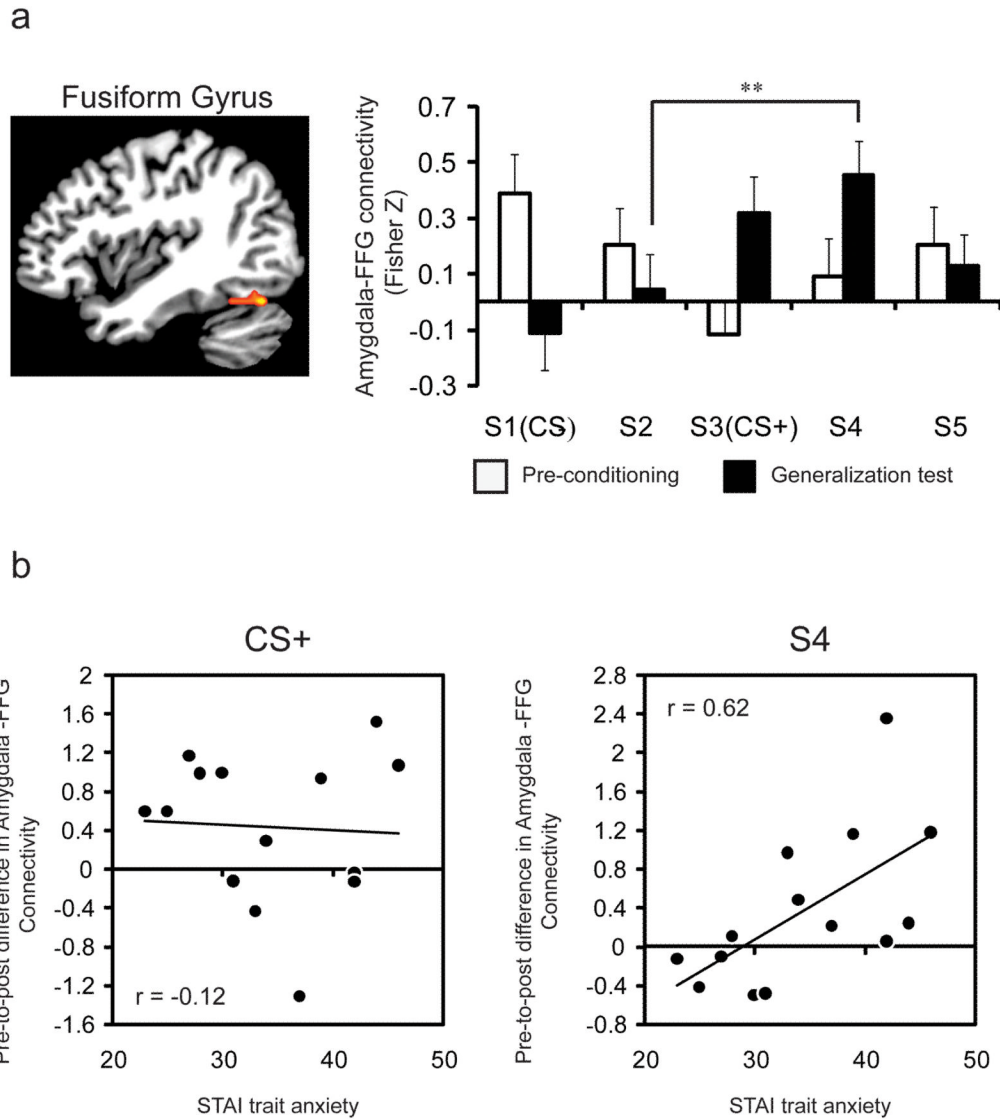 a
Fusiform Gyrus
Amygdala-FFG connectivity
(Fisher Z)
0.7
0.5
0.3
0.1
-0.1
-0.3
**
S1(CS-)
S2
S3(CS+)
S4
S5
Pre-conditioning
Generalization test
b
CS+
Pre-to-post difference in Amygdala -FFG
Connectivity
2
1.6
1.2
0.8
0.4
0
-0.4
-0.8
-1.2
-1.6
r = -0.12
20
30
40
50
STAI trait anxiety
S4
Pre-to-post difference in Amygdala -FFG
Connectivity
2.8
2.4
2
1.6
1.2
0.8
0.4
0
-0.4
-0.8
r = 0.62
20
30
40
50
STAI trait anxiety